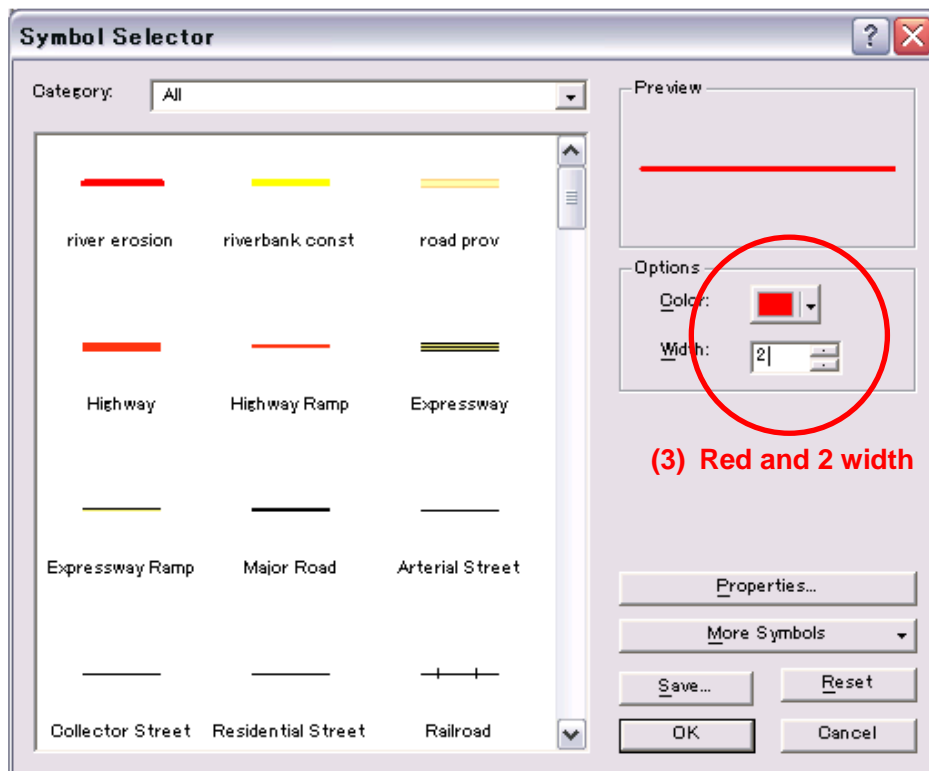 Symbol Selector
?
Category: All
river erosion riverbank const road prov
Highway Highway Ramp Expressway
Expressway Ramp Major Road Arterial Street
Collector Street Residential Street Railroad
Preview
Options
Color:
Width: 2
(3) Red and 2 width
Properties...
More Symbols
Save... Reset
OK Cancel